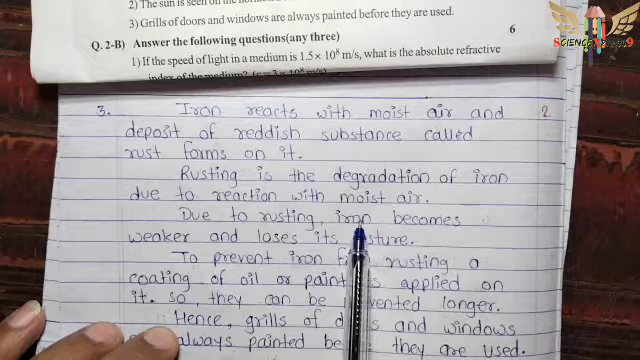 2) The sun is seen on the
3) Grills of doors and windows are always painted before they are used.
6
Q. 2-B) Answer the following questions(any three)
1) If the speed of light in a medium is 1.5× 10⁸ m/s, what is the absolute refractive
index of the medium?
3. Iron reacts with moist air and 2
deposit of reddish substance called
rust forms on it.
Rusting is the degradation of iron
due to reaction with moist air.
Due to rusting, iron becomes
weaker and loses its
To prevent iron rusting a
coating of oil or paint is applied on
it. so, they can be longer.
Hence, grills of and windows
always painted they are used.